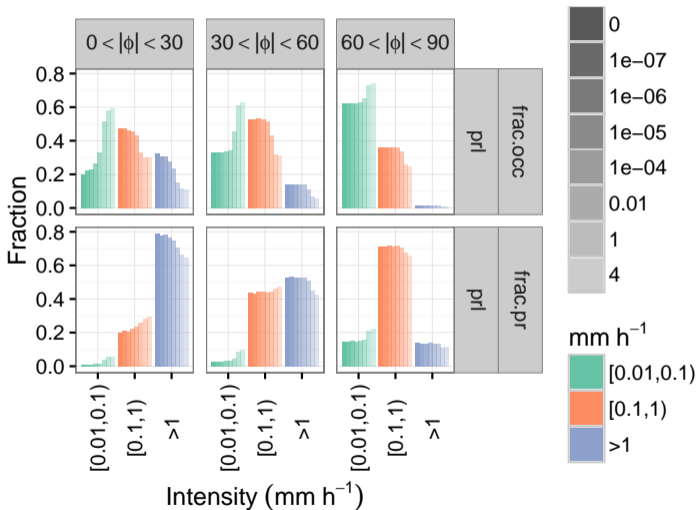 0 < |ϕ| < 30
30 < |ϕ| < 60
60 < |ϕ| < 90
0.8
0.6
0.4
0.2
0.0
prl
frac.occ
0.8
0.6
0.4
0.2
0.0
prl
frac.pr
Fraction
[0.01,0.1)
[0.1,1)
>1
[0.01,0.1)
[0.1,1)
>1
[0.01,0.1)
[0.1,1)
>1
Intensity (mm h⁻¹)
0
1e−07
1e−06
1e−05
1e−04
0.01
1
4
mm h⁻¹
[0.01,0.1)
[0.1,1)
>1